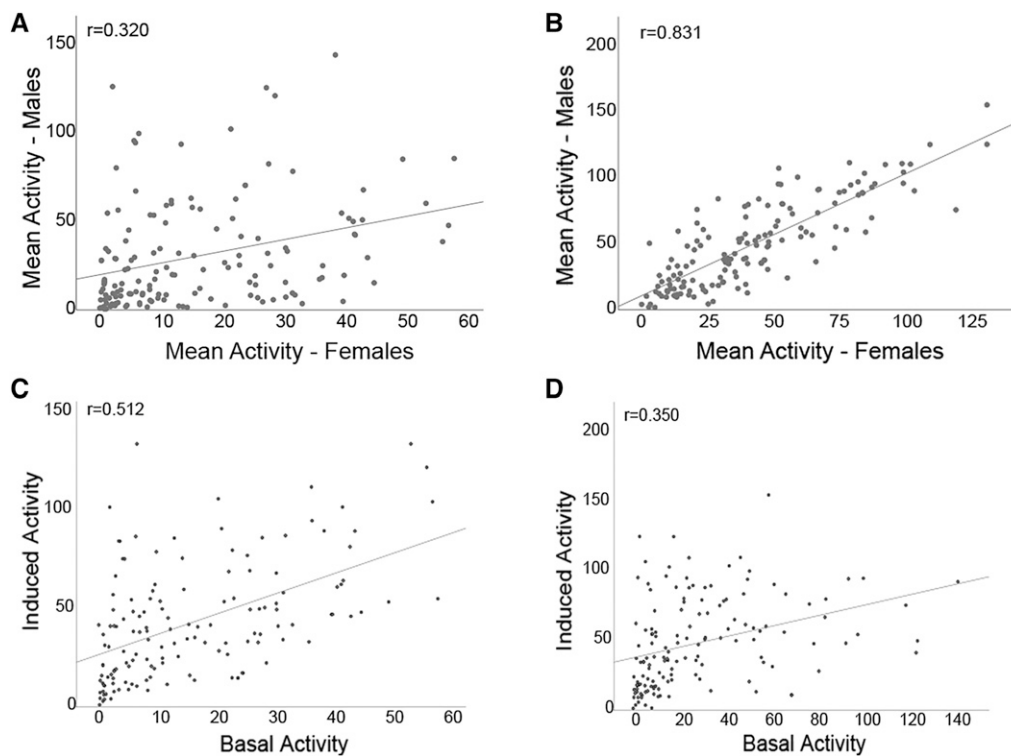 A
r=0.320
150
100
50
0
0 10 20 30 40 50 60
Mean Activity - Males
Mean Activity - Females
B
r=0.831
200
150
100
50
0
0 25 50 75 100 125
Mean Activity - Males
Mean Activity - Females
C
r=0.512
150
100
50
0
0 10 20 30 40 50 60
Induced Activity
Basal Activity
D
r=0.350
200
150
100
50
0
0 20 40 60 80 100 120 140
Induced Activity
Basal Activity